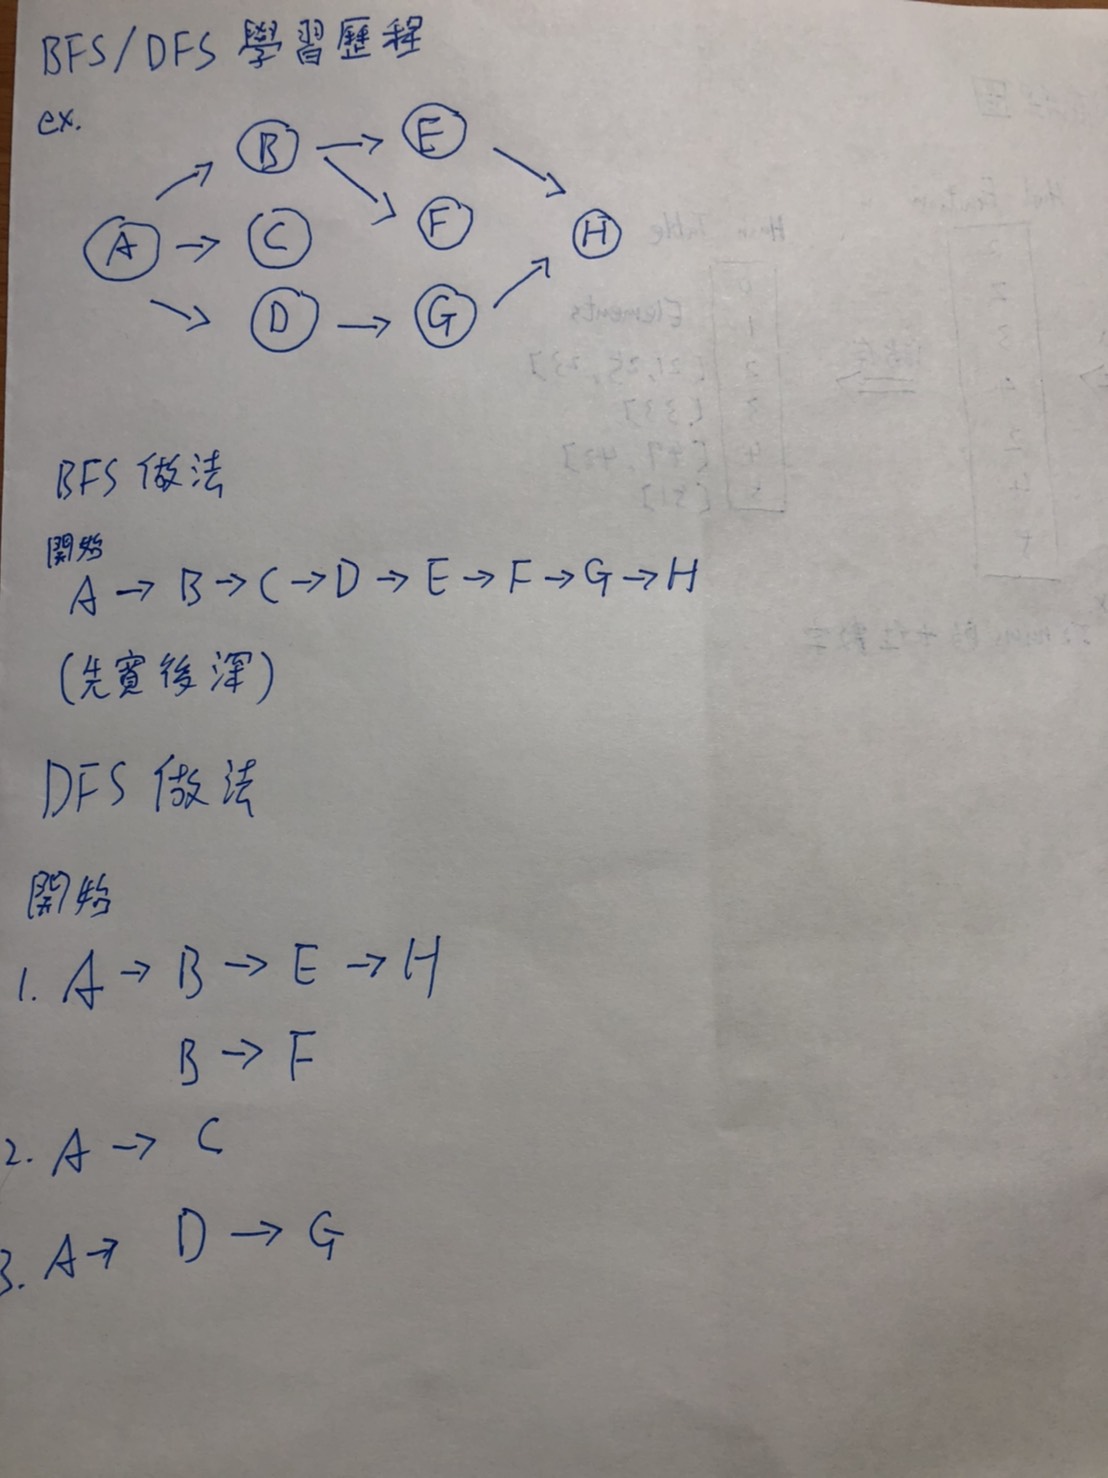 BFS/DFS 學習歷程
ex.
B → E
A → C F H
D → G
BFS 做法
開始
A → B → C → D → E → F → G → H
(先寬後深)
DFS 做法
開始
1. A → B → E → H
B → F
2. A → C
3. A → D → G